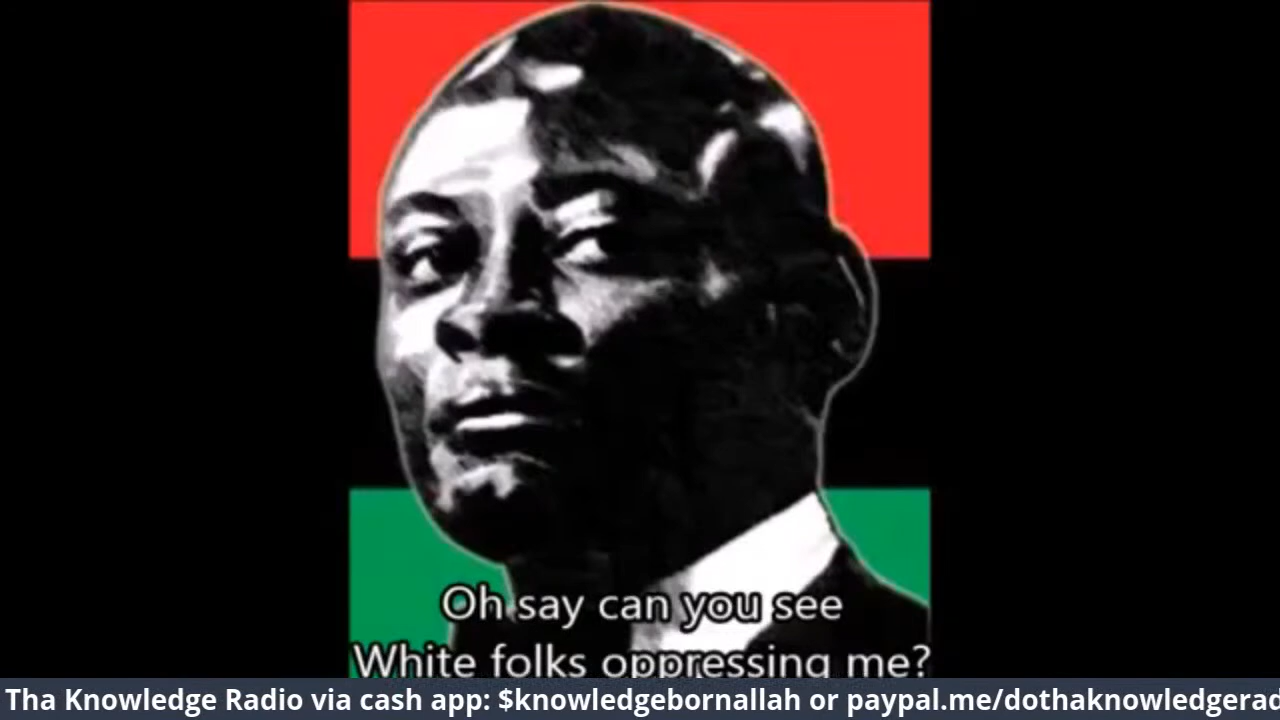 Oh say can you see
White folks oppressing me?
Tha Knowledge Radio via cash app: $knowledgebornallah or paypal.me/dothaknowledgerad